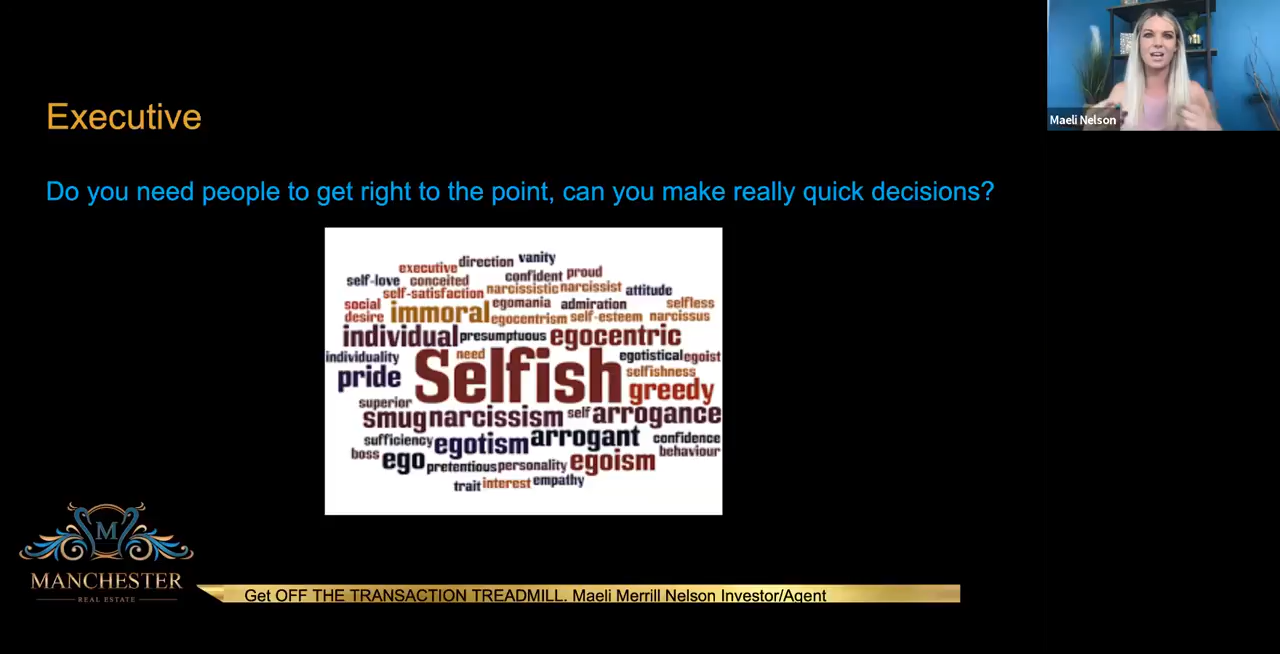 Maeli Nelson
Executive
Do you need people to get right to the point, can you make really quick decisions?
executive direction vanity
self-love conceited confident proud
self-satisfaction narcissistic narcissist attitude
social immoral egomania admiration selfless
desire egocentrism self-esteem narcissus
individual presumptuous egocentric
individuality need Selfish egotistical egoist
pride selfishness
greedy
superior smug narcissism self arrogance
sufficiency egotism arrogant confidence
boss ego pretentious personality egoism behaviour
trait interest empathy
M
MANCHESTER
REAL ESTATE
Get OFF THE TRANSACTION TREADMILL. Maeli Merrill Nelson Investor/Agent